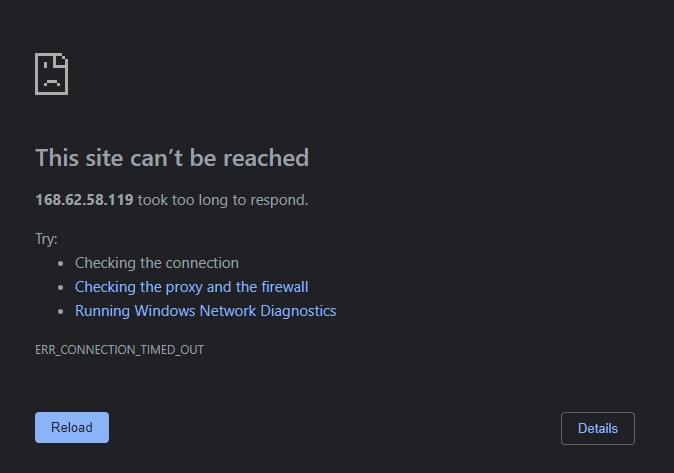 This site can’t be reached
168.62.58.119 took too long to respond.
Try:
Checking the connection
Checking the proxy and the firewall
Running Windows Network Diagnostics
ERR_CONNECTION_TIMED_OUT
Reload
Details